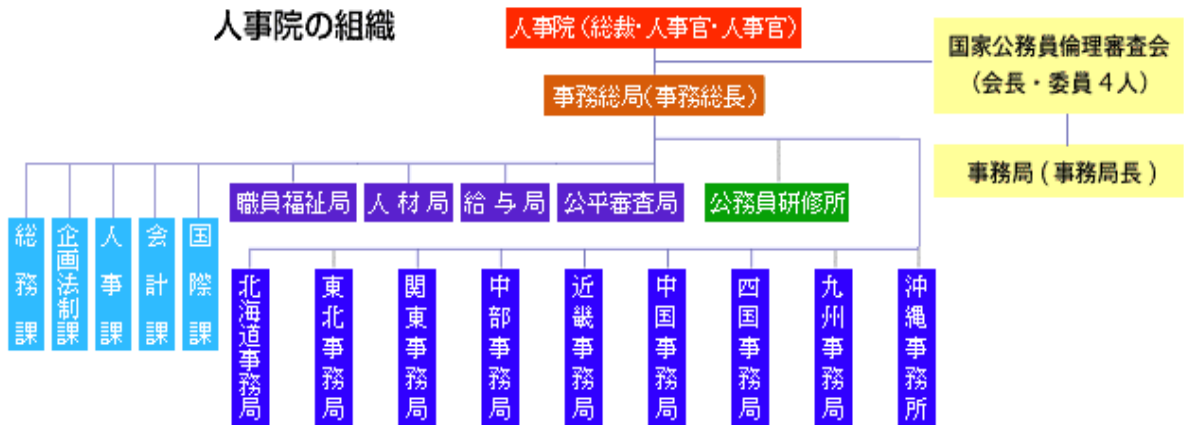 人事院の組織
人事院(総裁・人事官・人事官)
国家公務員倫理審査会
(会長・委員4人)
事務総局(事務総長)
事務局(事務局長)
職員福祉局
人材局
給与局
公平審査局
公務員研修所
総務課
企画法制課
人事課
会計課
国際課
北海道事務局
東北事務局
関東事務局
中部事務局
近畿事務局
中国事務局
四国事務局
九州事務局
沖縄事務所